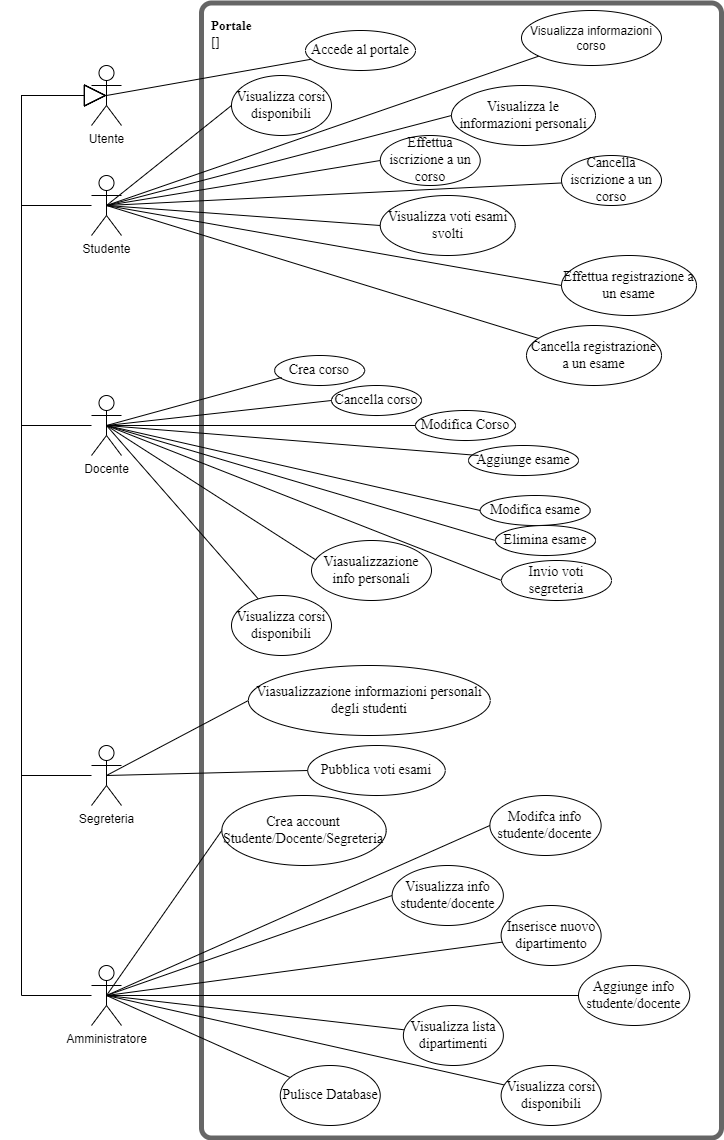 Portale
[]
Accede al portale
Visualizza informazioni
corso
Utente
Visualizza corsi
disponibili
Visualizza le
informazioni personali
Effettua
iscrizione a un
corso
Cancella
iscrizione a un
corso
Studente
Visualizza voti esami
svolti
Effettua registrazione a
un esame
Cancella registrazione
a un esame
Crea corso
Cancella corso
Modifica Corso
Docente
Aggiunge esame
Modifica esame
Elimina esame
Viasualizzazione
info personali
Invio voti
segreteria
Visualizza corsi
disponibili
Viasualizzazione informazioni personali
degli studenti
Pubblica voti esami
Segreteria
Crea account
Studente/Docente/Segreteria
Modifca info
studente/docente
Visualizza info
studente/docente
Inserisce nuovo
dipartimento
Aggiunge info
studente/docente
Amministratore
Visualizza lista
dipartimenti
Pulisce Database
Visualizza corsi
disponibili